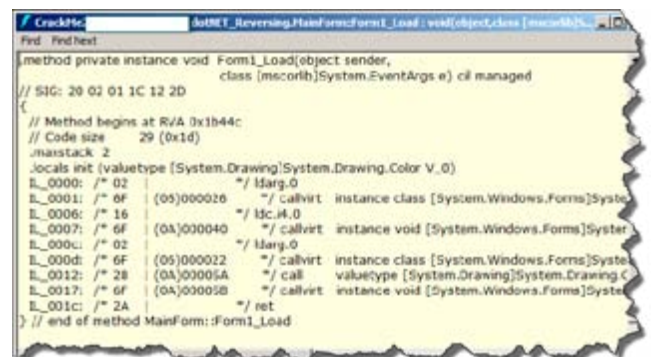 CrackMe2 dotNET_Reversing.MainForm::Form1_Load : void(object,class [mscorlib]S...
Find Find Next
.method private instance void Form1_Load(object sender,
class [mscorlib]System.EventArgs e) cil managed
// SIG: 20 02 01 1C 12 2D
{
// Method begins at RVA 0x1b44c
// Code size 29 (0x1d)
.maxstack 2
.locals init (valuetype [System.Drawing]System.Drawing.Color V_0)
IL_0000: /* 02 | */ ldarg.0
IL_0001: /* 6F | (06)000026 */ callvirt instance class [System.Windows.Forms]Syste
IL_0006: /* 16 | */ ldc.i4.0
IL_0007: /* 6F | (0A)000040 */ callvirt instance void [System.Windows.Forms]System
IL_000c: /* 02 | */ ldarg.0
IL_000d: /* 6F | (06)000022 */ callvirt instance class [System.Windows.Forms]Syste
IL_0012: /* 28 | (0A)00005A */ call valuetype [System.Drawing]System.Drawing.C
IL_0017: /* 6F | (0A)00005B */ callvirt instance void [System.Windows.Forms]Syste
IL_001c: /* 2A | */ ret
} // end of method MainForm::Form1_Load